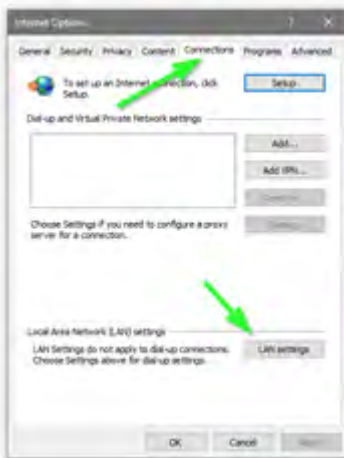 Internet Options
General Security Privacy Content Connections Programs Advanced
To set up an Internet connection, click
Setup.
Setup
Dial-up and Virtual Private Network settings
Add...
Add VPN...
Choose Settings if you need to configure a proxy
server for a connection.
Local Area Network (LAN) settings
LAN Settings do not apply to dial-up connections.
Choose Settings above for dial-up settings.
LAN settings
OK Cancel